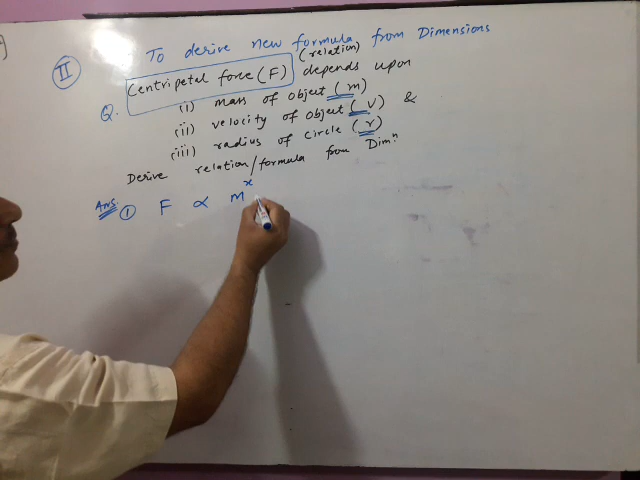 II To derive new formula from Dimensions
(relation)
Q. Centripetal force (F) depends upon
(i) mass of object (m)
(ii) velocity of object (v) &
(iii) radius of circle (r)
Derive relation/formula from Dimⁿ.
Ans. ① F ∝ m^x